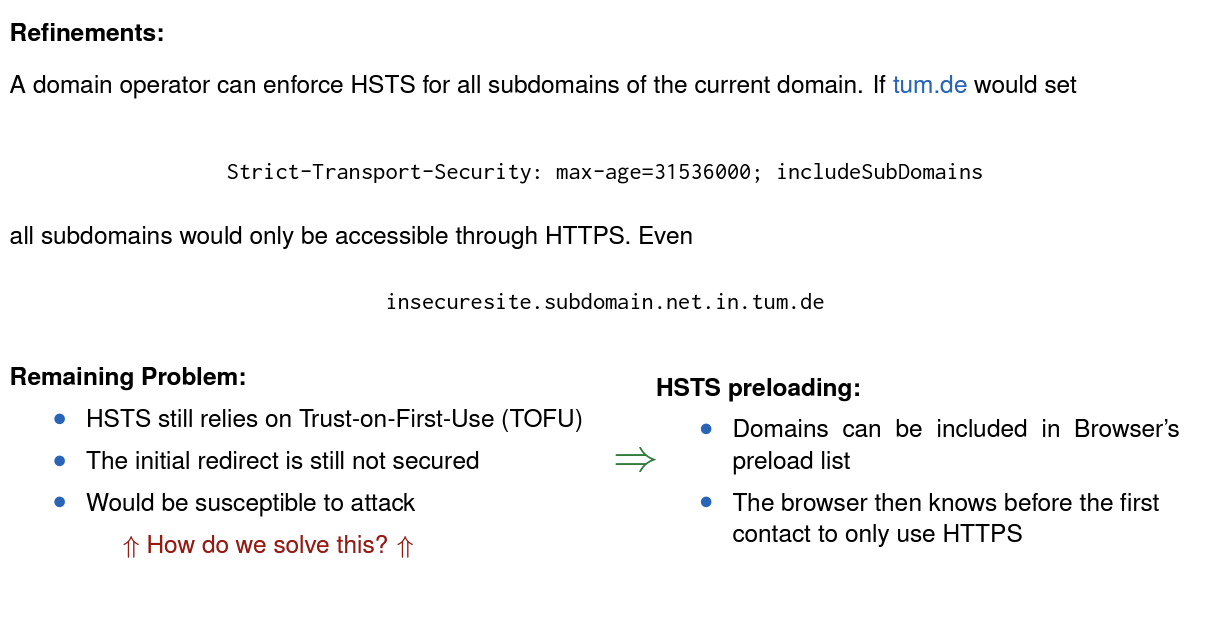 Refinements:
A domain operator can enforce HSTS for all subdomains of the current domain. If tum.de would set
Strict-Transport-Security: max-age=31536000; includeSubDomains
all subdomains would only be accessible through HTTPS. Even
insecuresite.subdomain.net.in.tum.de
Remaining Problem:
• HSTS still relies on Trust-on-First-Use (TOFU)
• The initial redirect is still not secured
• Would be susceptible to attack
⇑ How do we solve this? ⇑
⇒
HSTS preloading:
• Domains can be included in Browser’s
preload list
• The browser then knows before the first
contact to only use HTTPS